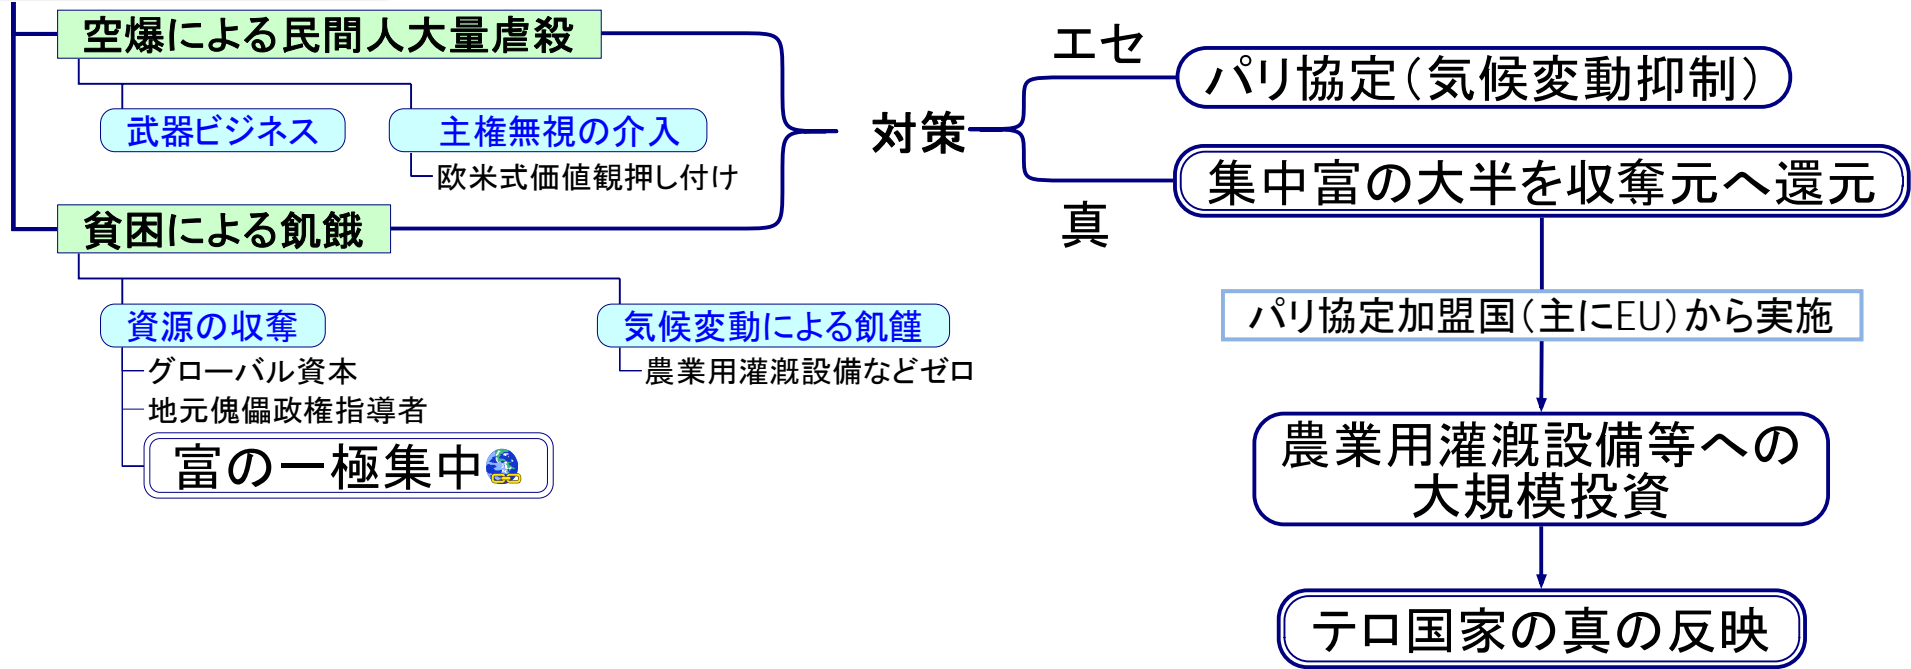 空爆による民間人大量虐殺
武器ビジネス
主権無視の介入
欧米式価値観押し付け
貧困による飢餓
資源の収奪
グローバル資本
地元傀儡政権指導者
富の一極集中
気候変動による飢饉
農業用灌漑設備などゼロ
対策
エセ
パリ協定（気候変動抑制）
真
集中富の大半を収奪元へ還元
パリ協定加盟国（主にEU）から実施
農業用灌漑設備等への
大規模投資
テロ国家の真の反映